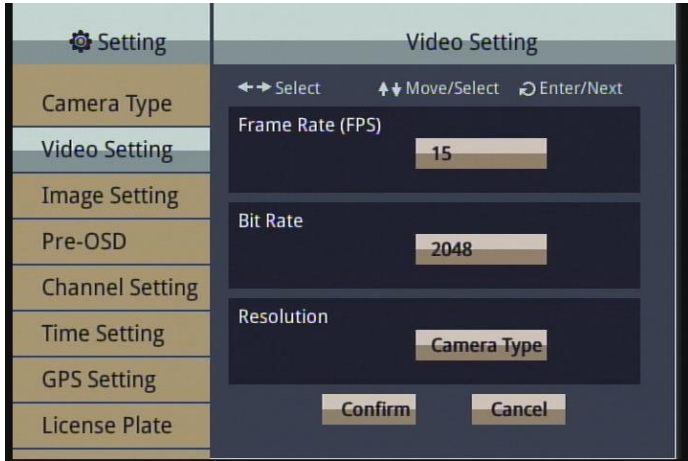 Setting
Video Setting
Select
Move/Select
Enter/Next
Camera Type
Video Setting
Image Setting
Pre-OSD
Channel Setting
Time Setting
GPS Setting
License Plate
Frame Rate (FPS)
15
Bit Rate
2048
Resolution
Camera Type
Confirm
Cancel